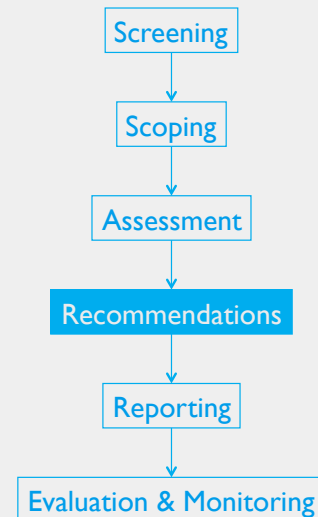 Screening
Scoping
Assessment
Recommendations
Reporting
Evaluation & Monitoring